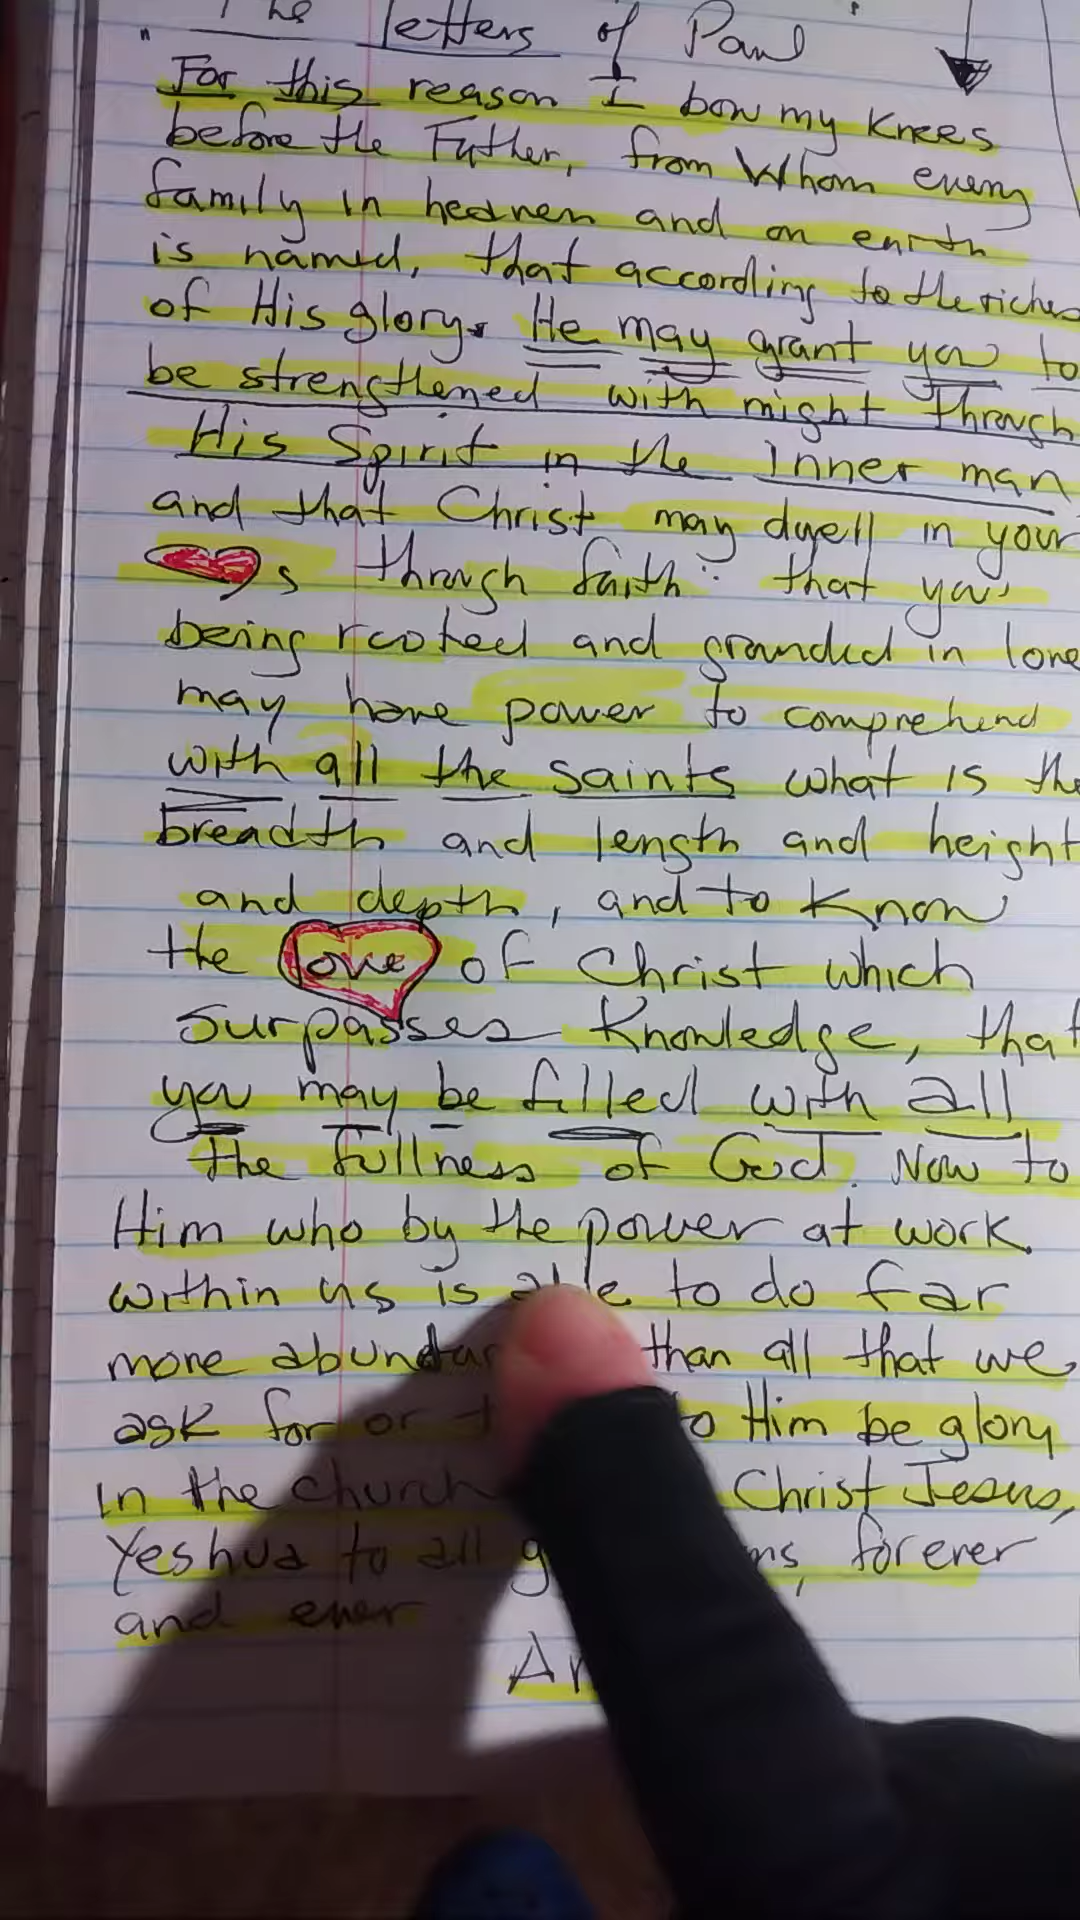 " The letters of Paul
For this reason I bow my Knees
before the Father, from Whom every
family in heaven and on earth
is named, that according to the riches
of His glory. He may grant you to
be strengthened with might through
His Spirit in the inner man
and that Christ may dwell in your
s through faith: that you
being rooted and grounded in love
may have power to comprehend
with all the saints what is the
breadth and length and height
and depth, and to Know
the love of Christ which
surpasses Knowledge, that
you may be filled with all
the fullness of God. Now to
Him who by the power at work
within us is able to do far
more than all that we
ask for or to Him be glory
in the church Christ Jesus,
Yeshua to all forever
and ever